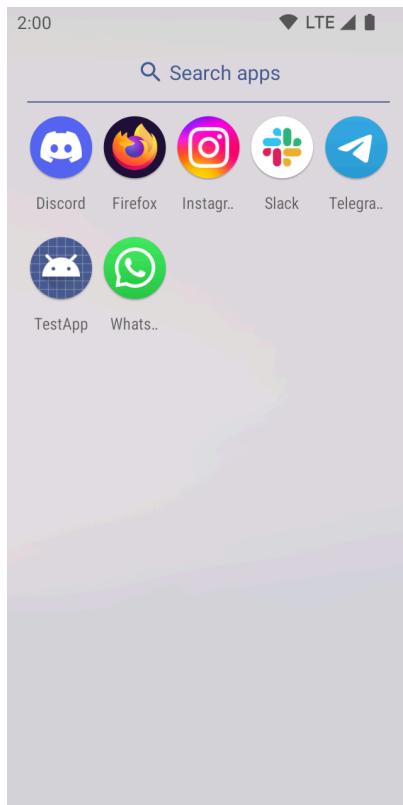 2:00 LTE
Search apps
Discord Firefox Instagr.. Slack Telegra..
TestApp Whats..